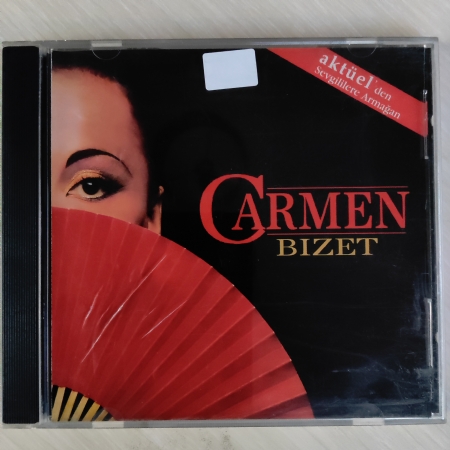 aktüel'den
Sevgililere Armağan
CARMEN
BIZET